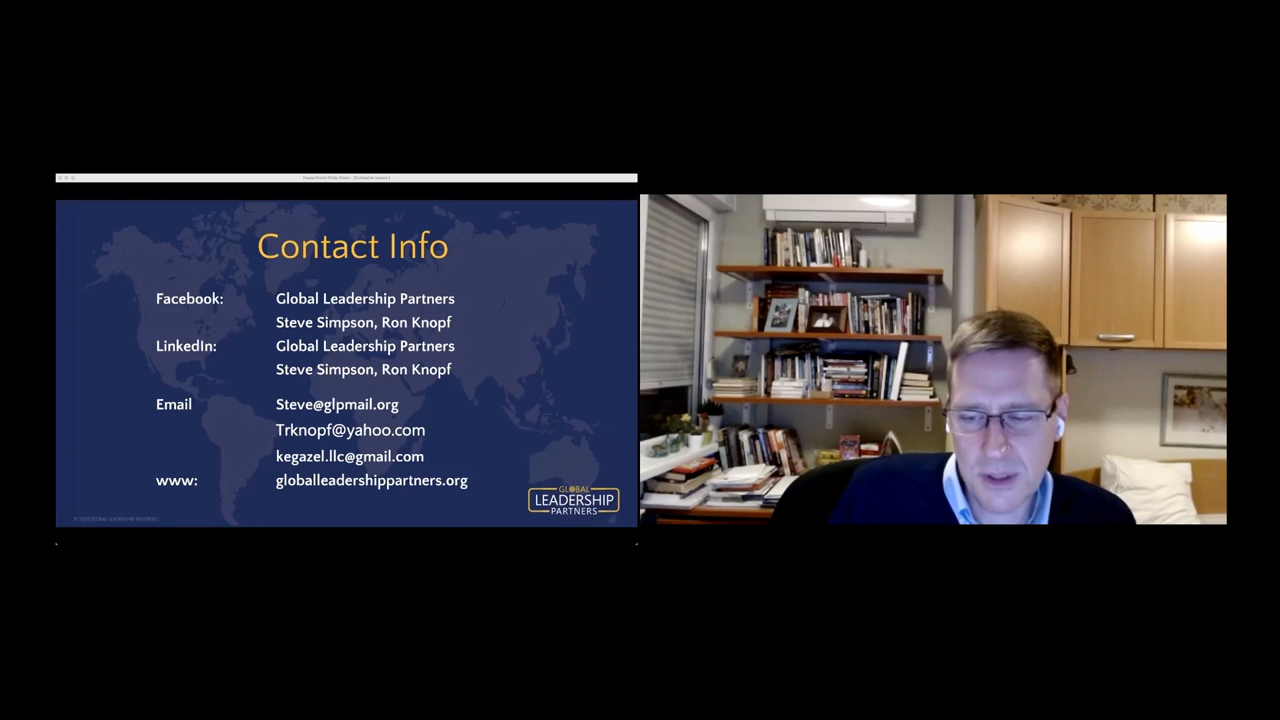 Contact Info
Facebook: Global Leadership Partners
Steve Simpson, Ron Knopf
LinkedIn: Global Leadership Partners
Steve Simpson, Ron Knopf
Email Steve@glpmail.org
Trknopf@yahoo.com
kegazel.llc@gmail.com
www: globalleadershippartners.org
GLOBAL
LEADERSHIP
PARTNERS